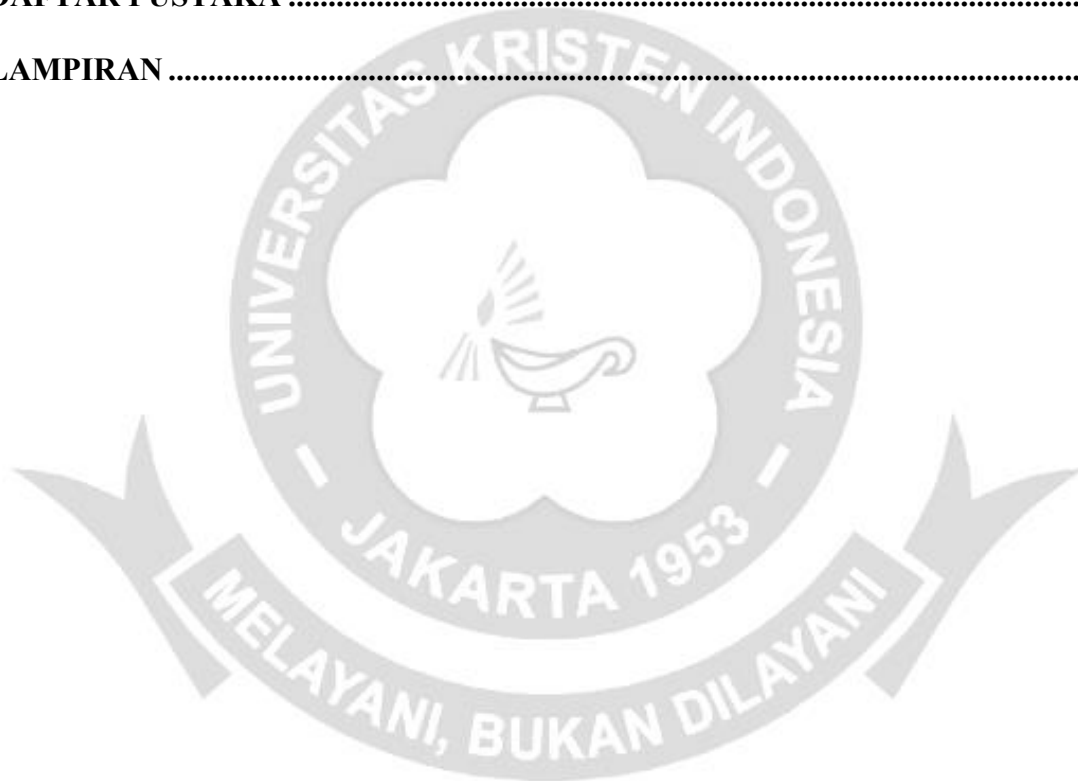 DAFTAR PUSTAKA ................................................................................................................................
LAMPIRAN ...................................................................................................................................................
UNIVERSITAS KRISTEN INDONESIA
- JAKARTA 1953 -
MELAYANI, BUKAN DILAYANI